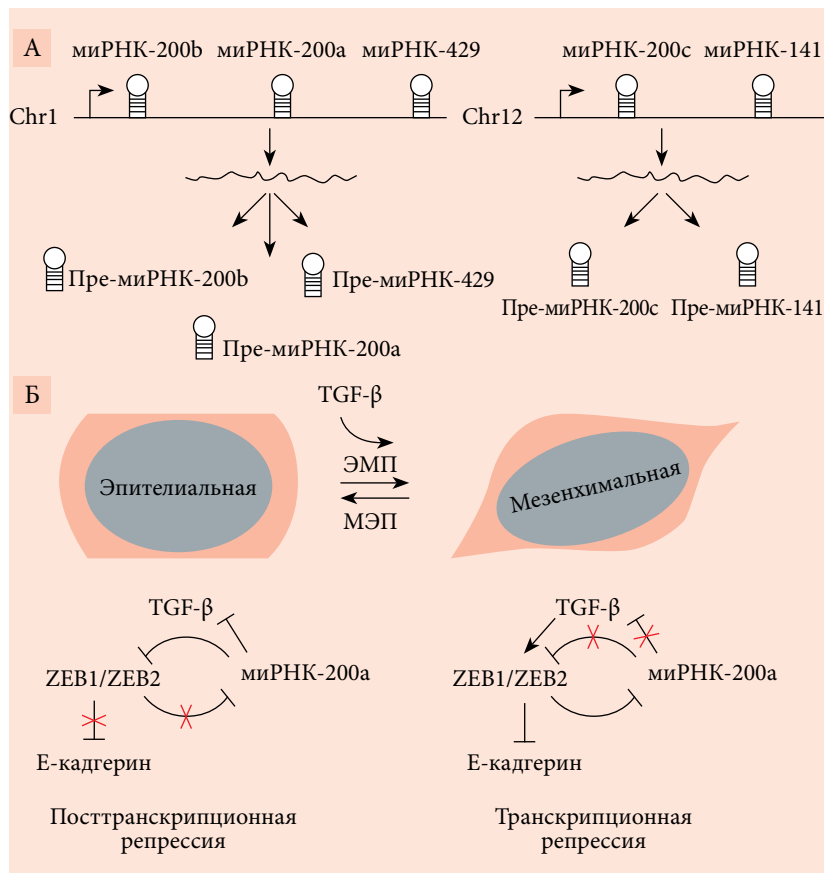 А
миРНК-200b
миРНК-200a
миРНК-429
миРНК-200c
миРНК-141
Chr1
Chr12
Пре-миРНК-200b
Пре-миРНК-429
Пре-миРНК-200a
Пре-миРНК-200c
Пре-миРНК-141
Б
TGF-β
Эпителиальная
ЭМП
МЭП
Мезенхимальная
TGF-β
ZEB1/ZEB2
миРНК-200a
Е-кадгерин
Посттранскрипционная
репрессия
TGF-β
ZEB1/ZEB2
миРНК-200a
Е-кадгерин
Транскрипционная
репрессия